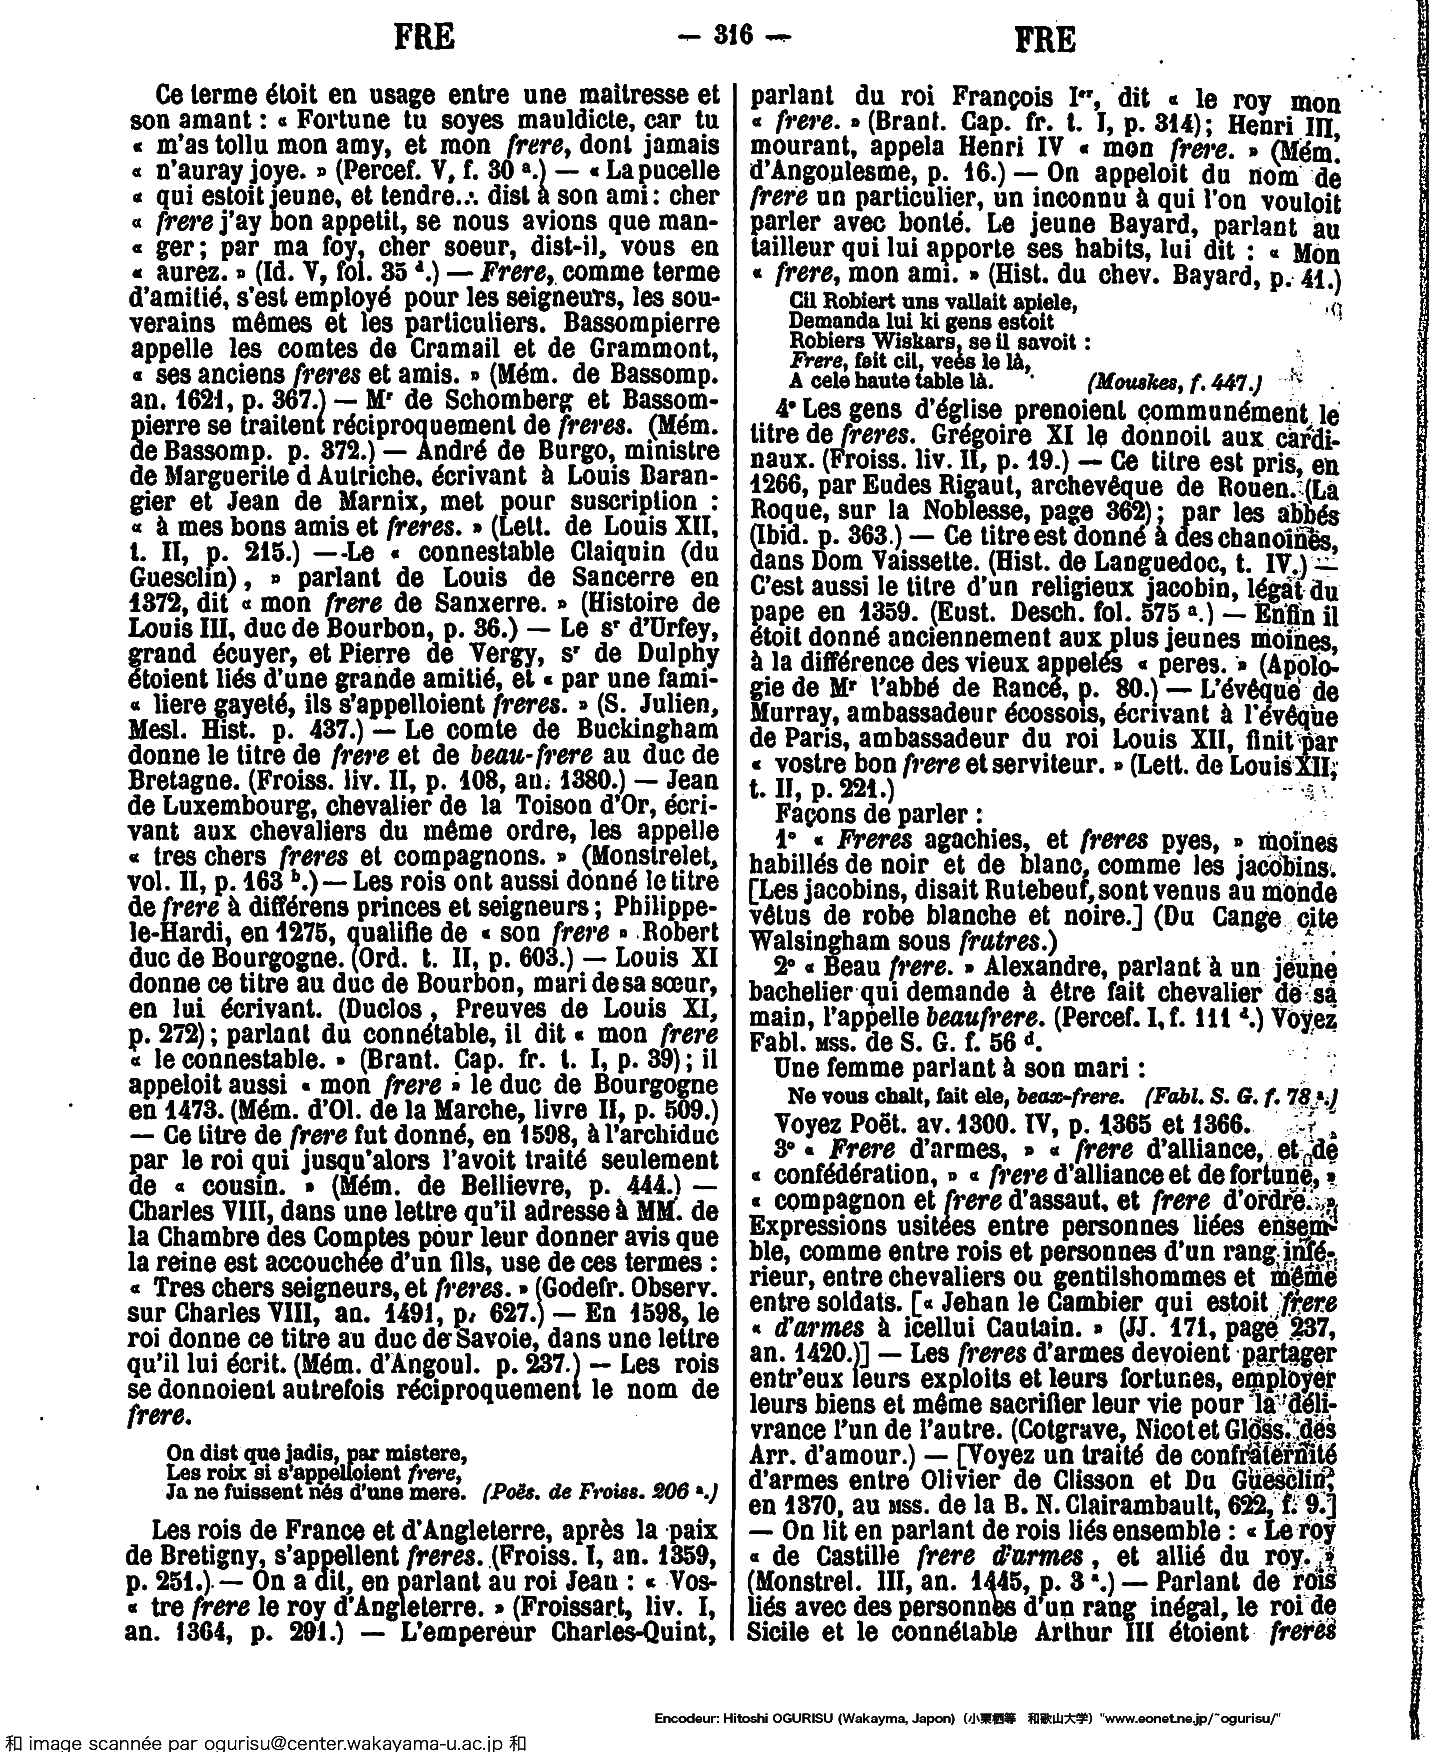 FRE
— 316 —
FRE
Ce terme étoit en usage entre une maitresse et
son amant : « Fortune tu soyes mauldicte, car tu
« m'as tollu mon amy, et mon frere, dont jamais
« n'auray joye. » (Percef. V, f. 30 a.) — « La pucelle
« qui estoit jeune, et tendre... dist à son ami : cher
« frere j'ay bon appetit, se nous avions que man-
« ger ; par ma foy, cher soeur, dist-il, vous en
« aurez. » (Id. V, fol. 35 d.) — Frere, comme terme
d'amitié, s'est employé pour les seigneurs, les sou-
verains mêmes et les particuliers. Bassompierre
appelle les comtes de Cramail et de Grammont,
« ses anciens freres et amis. » (Mém. de Bassomp.
an. 1621, p. 367.) — Mr de Schomberg et Bassom-
pierre se traitent réciproquement de freres. (Mém.
de Bassomp. p. 372.) — André de Burgo, ministre
de Marguerite d'Autriche, écrivant à Louis Baran-
gier et Jean de Marnix, met pour suscription :
« à mes bons amis et freres. » (Lett. de Louis XII,
t. II, p. 215.) — Le « connestable Claiquin (du
Guesclin), » parlant de Louis de Sancerre en
1372, dit « mon frere de Sanxerre. » (Histoire de
Louis III, duc de Bourbon, p. 36.) — Le sr d'Urfey,
grand écuyer, et Pierre de Vergy, sr de Dulphy
étoient liés d'une grande amitié, et « par une fami-
« liere gayeté, ils s'appelloient freres. » (S. Julien,
Mesl. Hist. p. 437.) — Le comte de Buckingham
donne le titre de frere et de beau-frere au duc de
Bretagne. (Froiss. liv. II, p. 108, an. 1380.) — Jean
de Luxembourg, chevalier de la Toison d'Or, écri-
vant aux chevaliers du même ordre, les appelle
« tres chers freres et compagnons. » (Monstrelet,
vol. II, p. 163 b.) — Les rois ont aussi donné le titre
de frere à différens princes et seigneurs ; Philippe-
le-Hardi, en 1275, qualifie de « son frere » Robert
duc de Bourgogne. (Ord. t. II, p. 603.) — Louis XI
donne ce titre au duc de Bourbon, mari de sa sœur,
en lui écrivant. (Duclos, Preuves de Louis XI,
p. 272) ; parlant du connétable, il dit « mon frere
« le connestable. » (Brant. Cap. fr. t. I, p. 39) ; il
appeloit aussi « mon frere » le duc de Bourgogne
en 1473. (Mém. d'Ol. de la Marche, livre II, p. 509.)
— Ce titre de frere fut donné, en 1598, à l'archiduc
par le roi qui jusqu'alors l'avoit traité seulement
de « cousin. » (Mém. de Bellievre, p. 444.) —
Charles VIII, dans une lettre qu'il adresse à MM. de
la Chambre des Comptes pour leur donner avis que
la reine est accouchée d'un fils, use de ces termes :
« Tres chers seigneurs, et freres. » (Godefr. Observ.
sur Charles VIII, an. 1491, p. 627.) — En 1598, le
roi donne ce titre au duc de Savoie, dans une lettre
qu'il lui écrit. (Mém. d'Angoul. p. 237.) — Les rois
se donnoient autrefois réciproquement le nom de
frere.
On dist que jadis, par mistere,
Les roix si s'appelloient frere,
Ja ne fuissent nés d'une mere. (Poës. de Froiss. 206 a.)
Les rois de France et d'Angleterre, après la paix
de Bretigny, s'appellent freres. (Froiss. I, an. 1359,
p. 251.) — On a dit, en parlant au roi Jean : « Vos-
« tre frere le roy d'Angleterre. » (Froissart, liv. I,
an. 1364, p. 291.) — L'empereur Charles-Quint,
parlant du roi François Ier, dit « le roy mon
« frere. » (Brant. Cap. fr. t. I, p. 314) ; Henri III,
mourant, appela Henri IV « mon frere. » (Mém.
d'Angoulesme, p. 16.) — On appeloit du nom de
frere un particulier, un inconnu à qui l'on vouloit
parler avec bonté. Le jeune Bayard, parlant au
tailleur qui lui apporte ses habits, lui dit : « Mon
« frere, mon ami. » (Hist. du chev. Bayard, p. 41.)
Cil Robiert uns vallait apiele,
Demanda lui ki gens estoit
Robiers Wiskars, se il savoit :
Frere, fait cil, veés le là,
A cele haute table là. (Mouskes, f. 447.)
4° Les gens d'église prenoient communément le
titre de freres. Grégoire XI le donnoit aux cardi-
naux. (Froiss. liv. II, p. 19.) — Ce titre est pris, en
1266, par Eudes Rigaut, archevêque de Rouen. (La
Roque, sur la Noblesse, page 362) ; par les abbés
(Ibid. p. 363.) — Ce titre est donné à des chanoines,
dans Dom Vaissette. (Hist. de Languedoc, t. IV.) —
C'est aussi le titre d'un religieux jacobin, légat du
pape en 1359. (Eust. Desch. fol. 575 a.) — Enfin il
étoit donné anciennement aux plus jeunes moines,
à la différence des vieux appelés « peres. » (Apolo-
gie de Mr l'abbé de Rancé, p. 80.) — L'évêque de
Murray, ambassadeur écossois, écrivant à l'évêque
de Paris, ambassadeur du roi Louis XII, finit par
« vostre bon frere et serviteur. » (Lett. de Louis XII,
t. II, p. 221.)
Façons de parler :
1° « Freres agachies, et freres pyes, » moines
habillés de noir et de blanc, comme les jacobins.
[Les jacobins, disait Rutebeuf, sont venus au monde
vêtus de robe blanche et noire.] (Du Cange cite
Walsingham sous fratres.)
2° « Beau frere. » Alexandre, parlant à un jeune
bachelier qui demande à être fait chevalier de sa
main, l'appelle beaufrere. (Percef. I, f. 111 d.) Voyez
Fabl. MSS. de S. G. f. 56 d.
Une femme parlant à son mari :
Ne vous chalt, fait ele, beax-frere. (Fabl. S. G. f. 78 a.)
Voyez Poët. av. 1300. IV, p. 1365 et 1366.
3° « Frere d'armes, » « frere d'alliance, et de
« confédération, » « frere d'alliance et de fortune, »
« compagnon et frere d'assaut, et frere d'ordre. »
Expressions usitées entre personnes liées ensem-
ble, comme entre rois et personnes d'un rang infé-
rieur, entre chevaliers ou gentilshommes et même
entre soldats. [« Jehan le Cambier qui estoit frere
« d'armes à icellui Cautain. » (JJ. 171, page 237,
an. 1420.)] — Les freres d'armes devoient partager
entr'eux leurs exploits et leurs fortunes, employer
leurs biens et même sacrifier leur vie pour la déli-
vrance l'un de l'autre. (Cotgrave, Nicot et Gloss. des
Arr. d'amour.) — [Voyez un traité de confraternité
d'armes entre Olivier de Clisson et Du Guesclin,
en 1370, au MSS. de la B. N. Clairambault, 622, f. 9.]
— On lit en parlant de rois liés ensemble : « Le roy
« de Castille frere d'armes, et allié du roy. »
(Monstrel. III, an. 1445, p. 3 a.) — Parlant de rois
liés avec des personnes d'un rang inégal, le roi de
Sicile et le connétable Arthur III étoient freres
Encodeur: Hitoshi OGURISU (Wakayma, Japon) (小栗栖等 和歌山大学) "www.eonet.ne.jp/~ogurisu/"
和 image scannée par ogurisu@center.wakayama-u.ac.jp 和